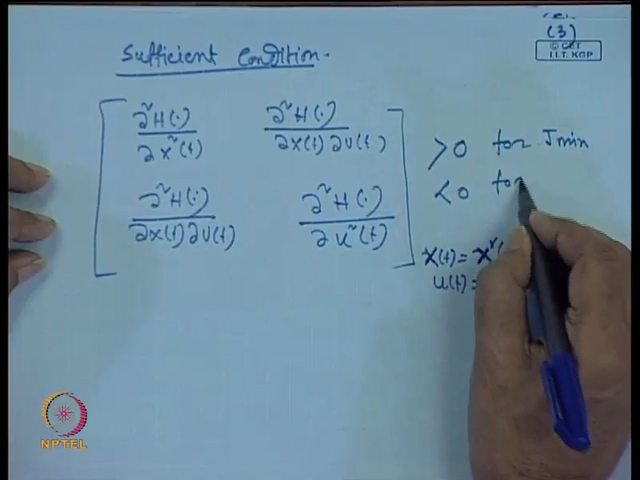 (3)
© CET
I.I.T. KGP
Sufficient Condition.
∂²H(·)/∂x²(t) ∂²H(·)/∂x(t)∂u(t)
∂²H(·)/∂x(t)∂u(t) ∂²H(·)/∂u²(t)
>0 for Jmin
<0 for
x(t) = x*(
u(t) =
NPTEL